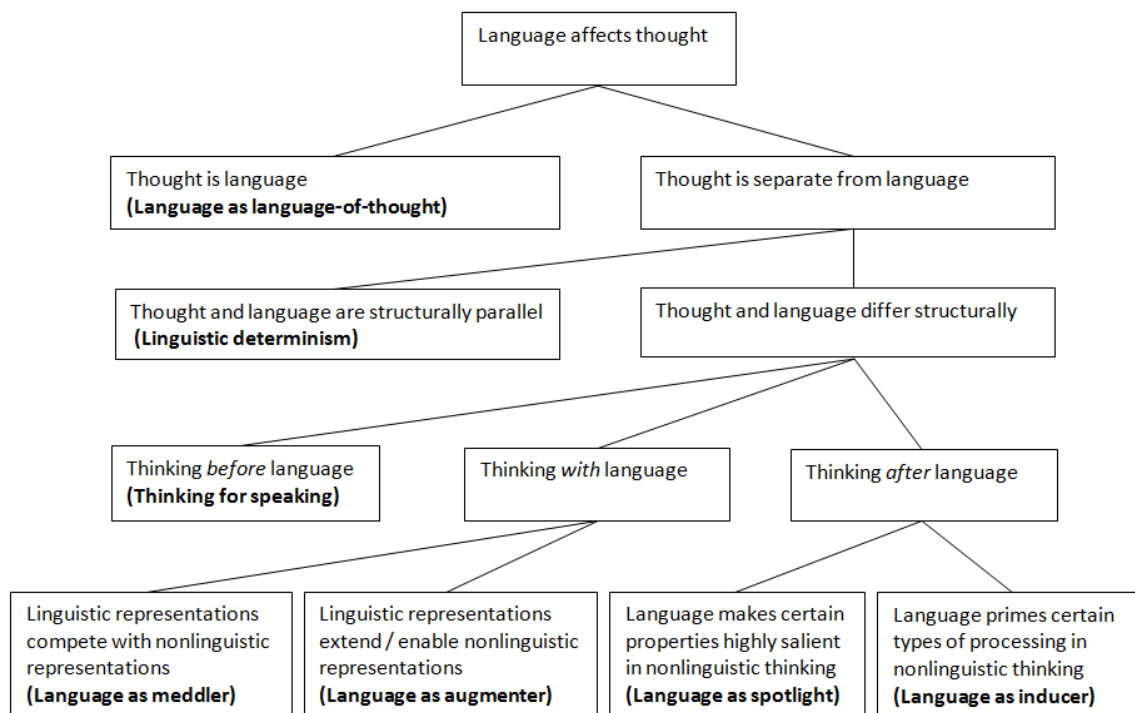 Language affects thought
Thought is language
(Language as language-of-thought)
Thought is separate from language
Thought and language are structurally parallel
(Linguistic determinism)
Thought and language differ structurally
Thinking before language
(Thinking for speaking)
Thinking with language
Thinking after language
Linguistic representations
compete with nonlinguistic
representations
(Language as meddler)
Linguistic representations
extend / enable nonlinguistic
representations
(Language as augmenter)
Language makes certain
properties highly salient
in nonlinguistic thinking
(Language as spotlight)
Language primes certain
types of processing in
nonlinguistic thinking
(Language as inducer)